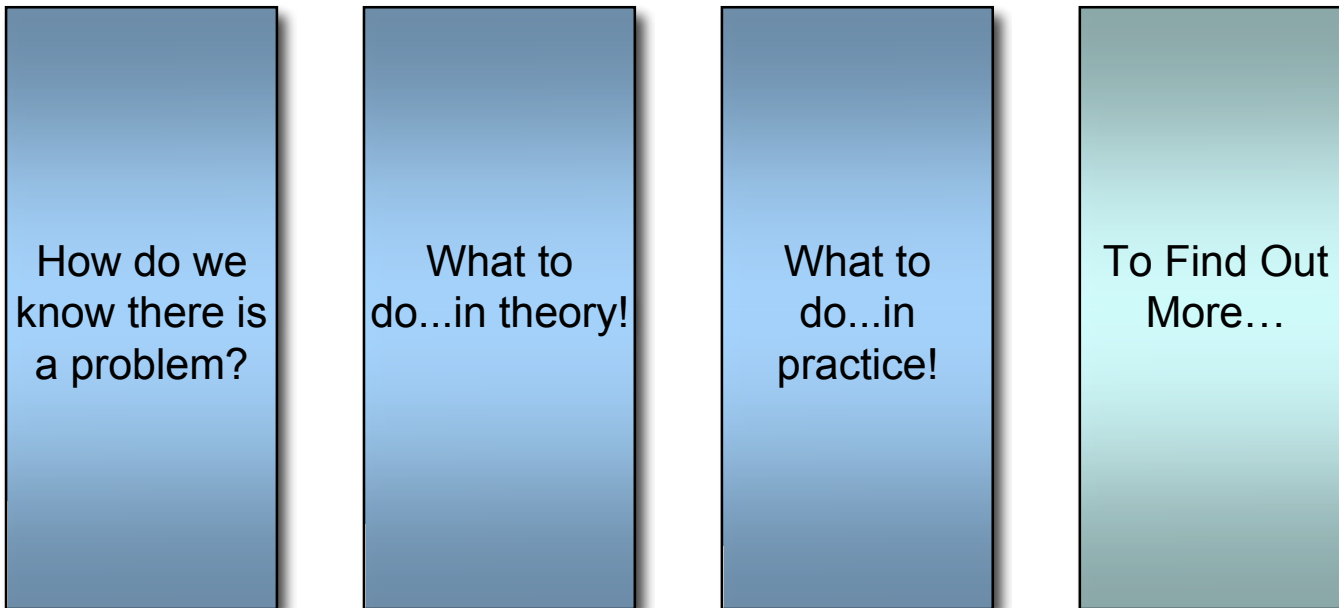 How do we
know there is
a problem?
What to
do...in theory!
What to
do...in
practice!
To Find Out
More…